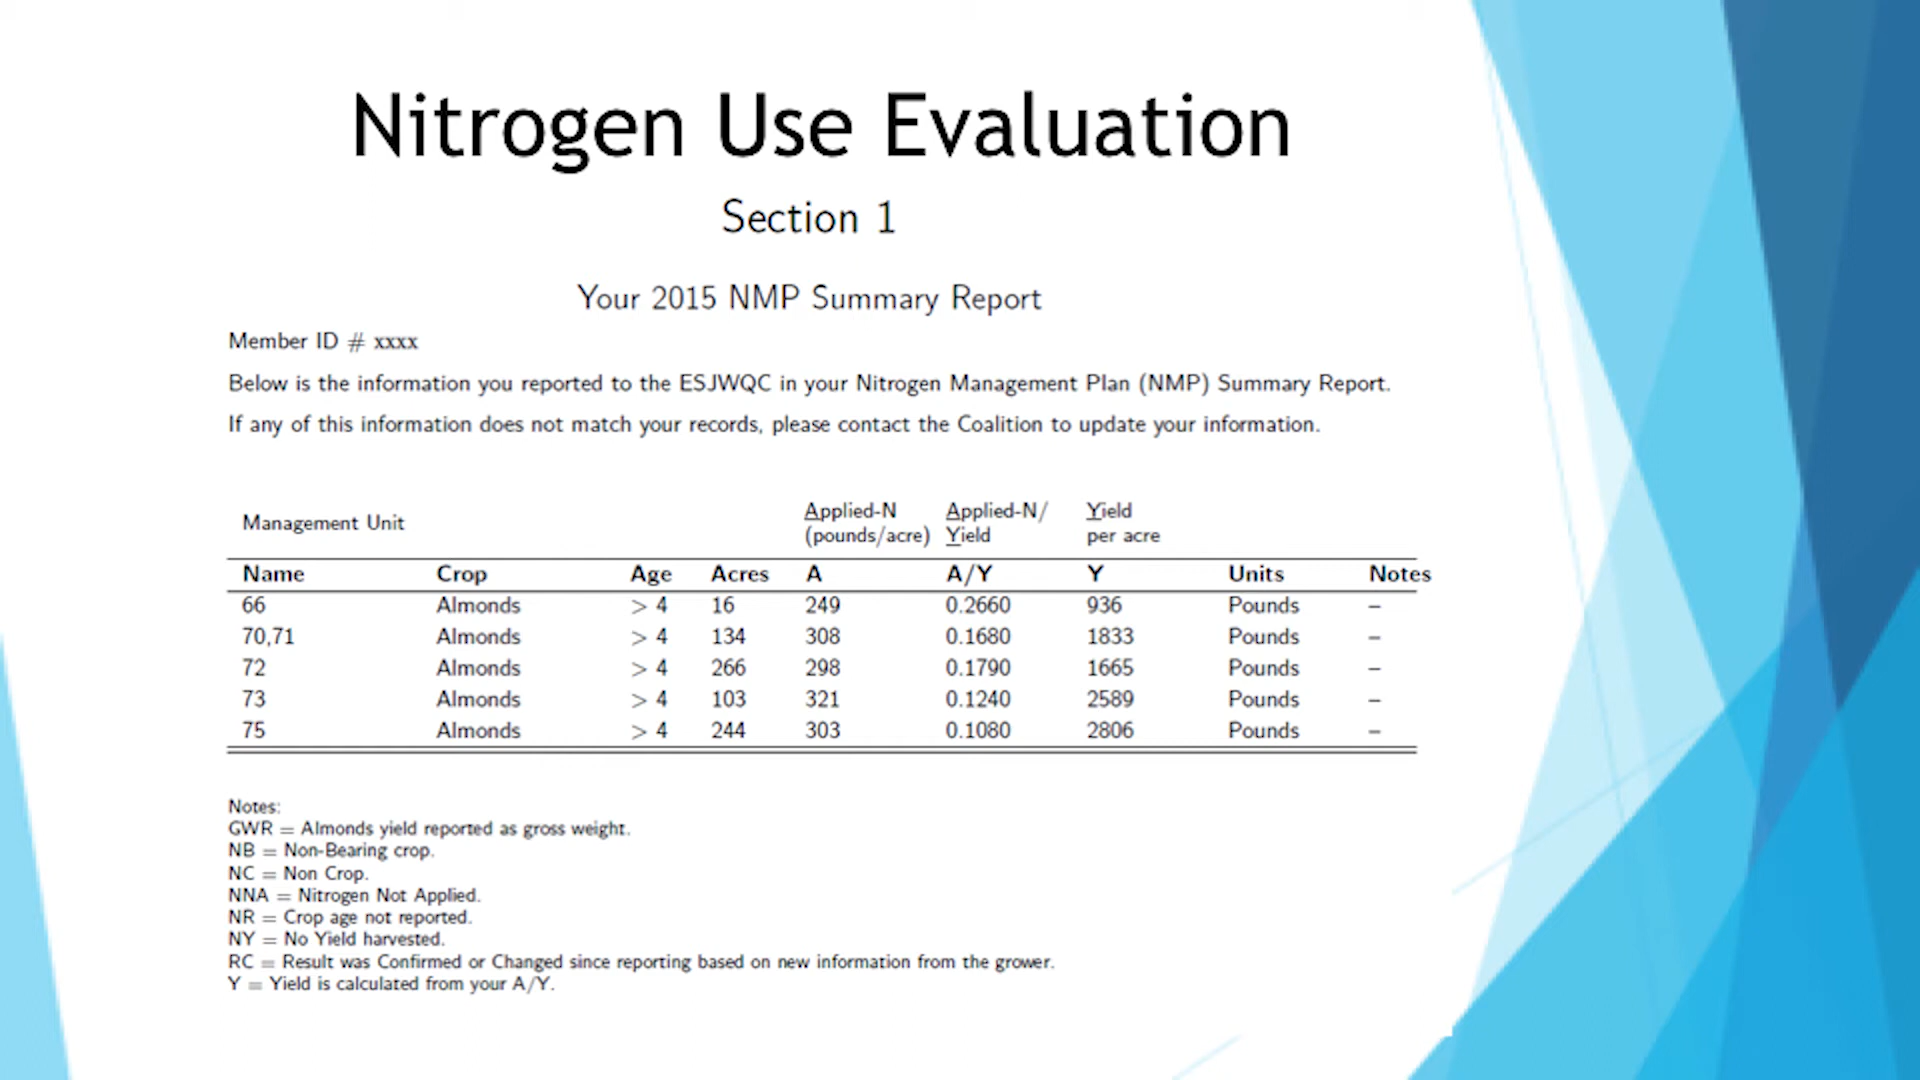 Nitrogen Use Evaluation
Section 1
Your 2015 NMP Summary Report
Member ID # xxxx
Below is the information you reported to the ESJWQC in your Nitrogen Management Plan (NMP) Summary Report.
If any of this information does not match your records, please contact the Coalition to update your information.
Management Unit Applied-N (pounds/acre) Applied-N/ Yield Yield per acre
Name Crop Age Acres A A/Y Y Units Notes
66 Almonds > 4 16 249 0.2660 936 Pounds –
70,71 Almonds > 4 134 308 0.1680 1833 Pounds –
72 Almonds > 4 266 298 0.1790 1665 Pounds –
73 Almonds > 4 103 321 0.1240 2589 Pounds –
75 Almonds > 4 244 303 0.1080 2806 Pounds –
Notes:
GWR = Almonds yield reported as gross weight.
NB = Non-Bearing crop.
NC = Non Crop.
NNA = Nitrogen Not Applied.
NR = Crop age not reported.
NY = No Yield harvested.
RC = Result was Confirmed or Changed since reporting based on new information from the grower.
Y = Yield is calculated from your A/Y.